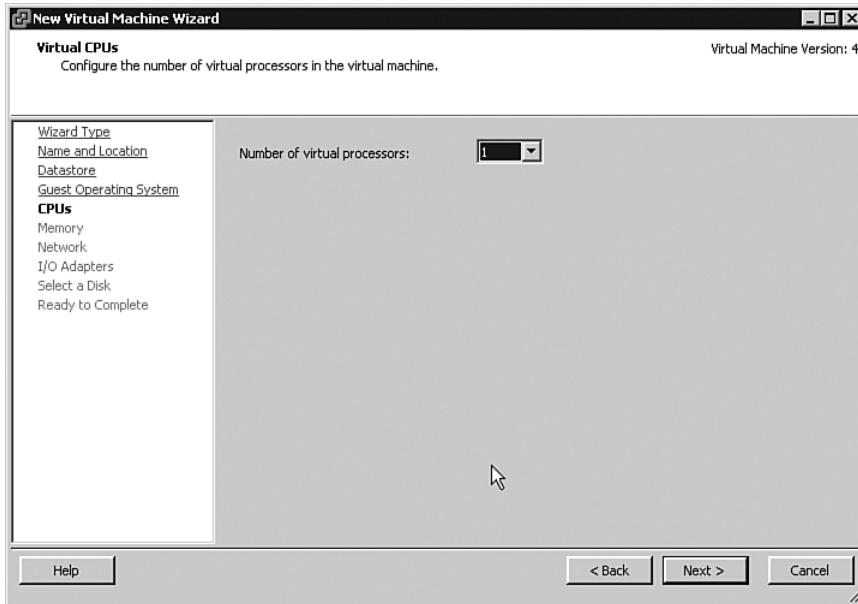 New Virtual Machine Wizard
Virtual CPUs
Configure the number of virtual processors in the virtual machine.
Virtual Machine Version: 4
Wizard Type
Name and Location
Datastore
Guest Operating System
CPUs
Memory
Network
I/O Adapters
Select a Disk
Ready to Complete
Number of virtual processors: 1
Help
< Back
Next >
Cancel